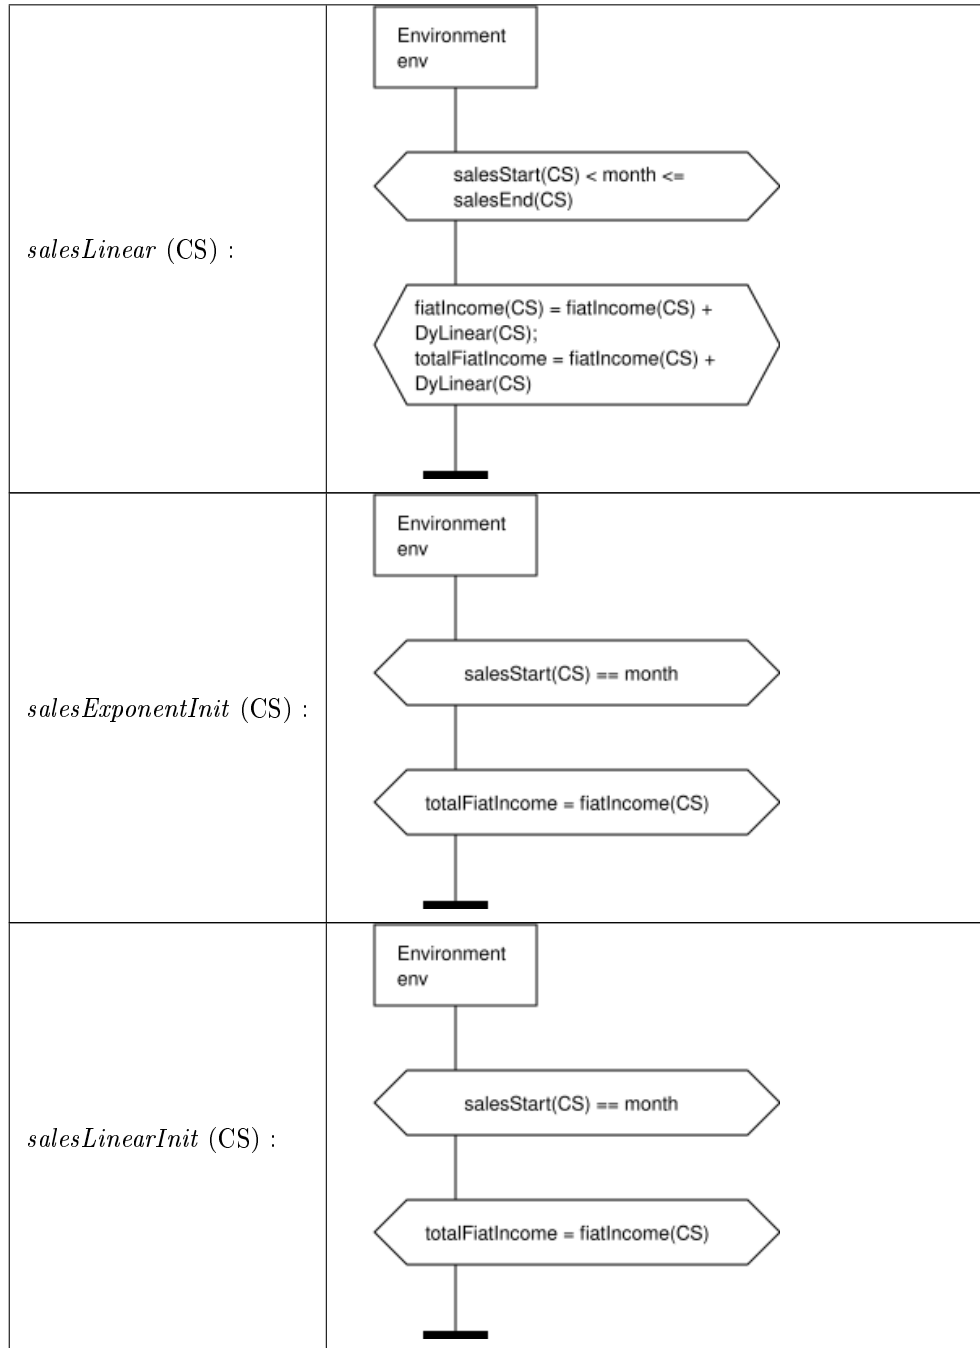 Environment
env
salesStart(CS) < month <=
salesEnd(CS)
salesLinear (CS) :
fiatIncome(CS) = fiatIncome(CS) +
DyLinear(CS);
totalFiatIncome = fiatIncome(CS) +
DyLinear(CS)
Environment
env
salesStart(CS) == month
salesExponentInit (CS) :
totalFiatIncome = fiatIncome(CS)
Environment
env
salesStart(CS) == month
salesLinearInit (CS) :
totalFiatIncome = fiatIncome(CS)